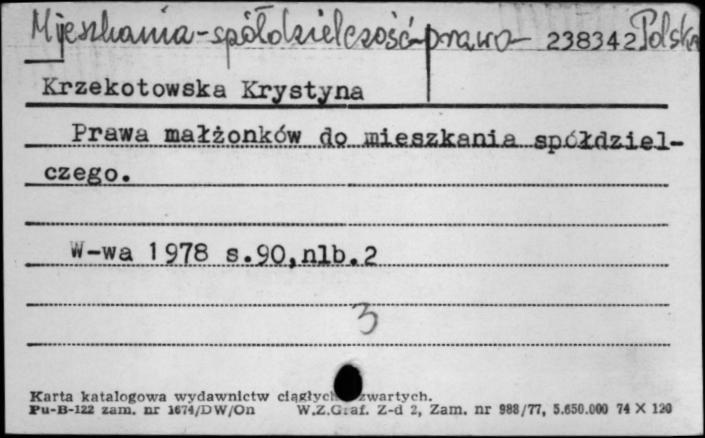 Mieszkania-spółdzielczość-prawo- 238342 Polska
Krzekotowska Krystyna
Prawa małżonków do mieszkania spółdziel-
czego.
W-wa 1978 s.90,nlb.2
3
Karta katalogowa wydawnictw ciągłych zwartych.
Pu-B-122 zam. nr 1674/DW/On W.Z.Graf. Z-d 2, Zam. nr 988/77, 5.650.000 74 X 120